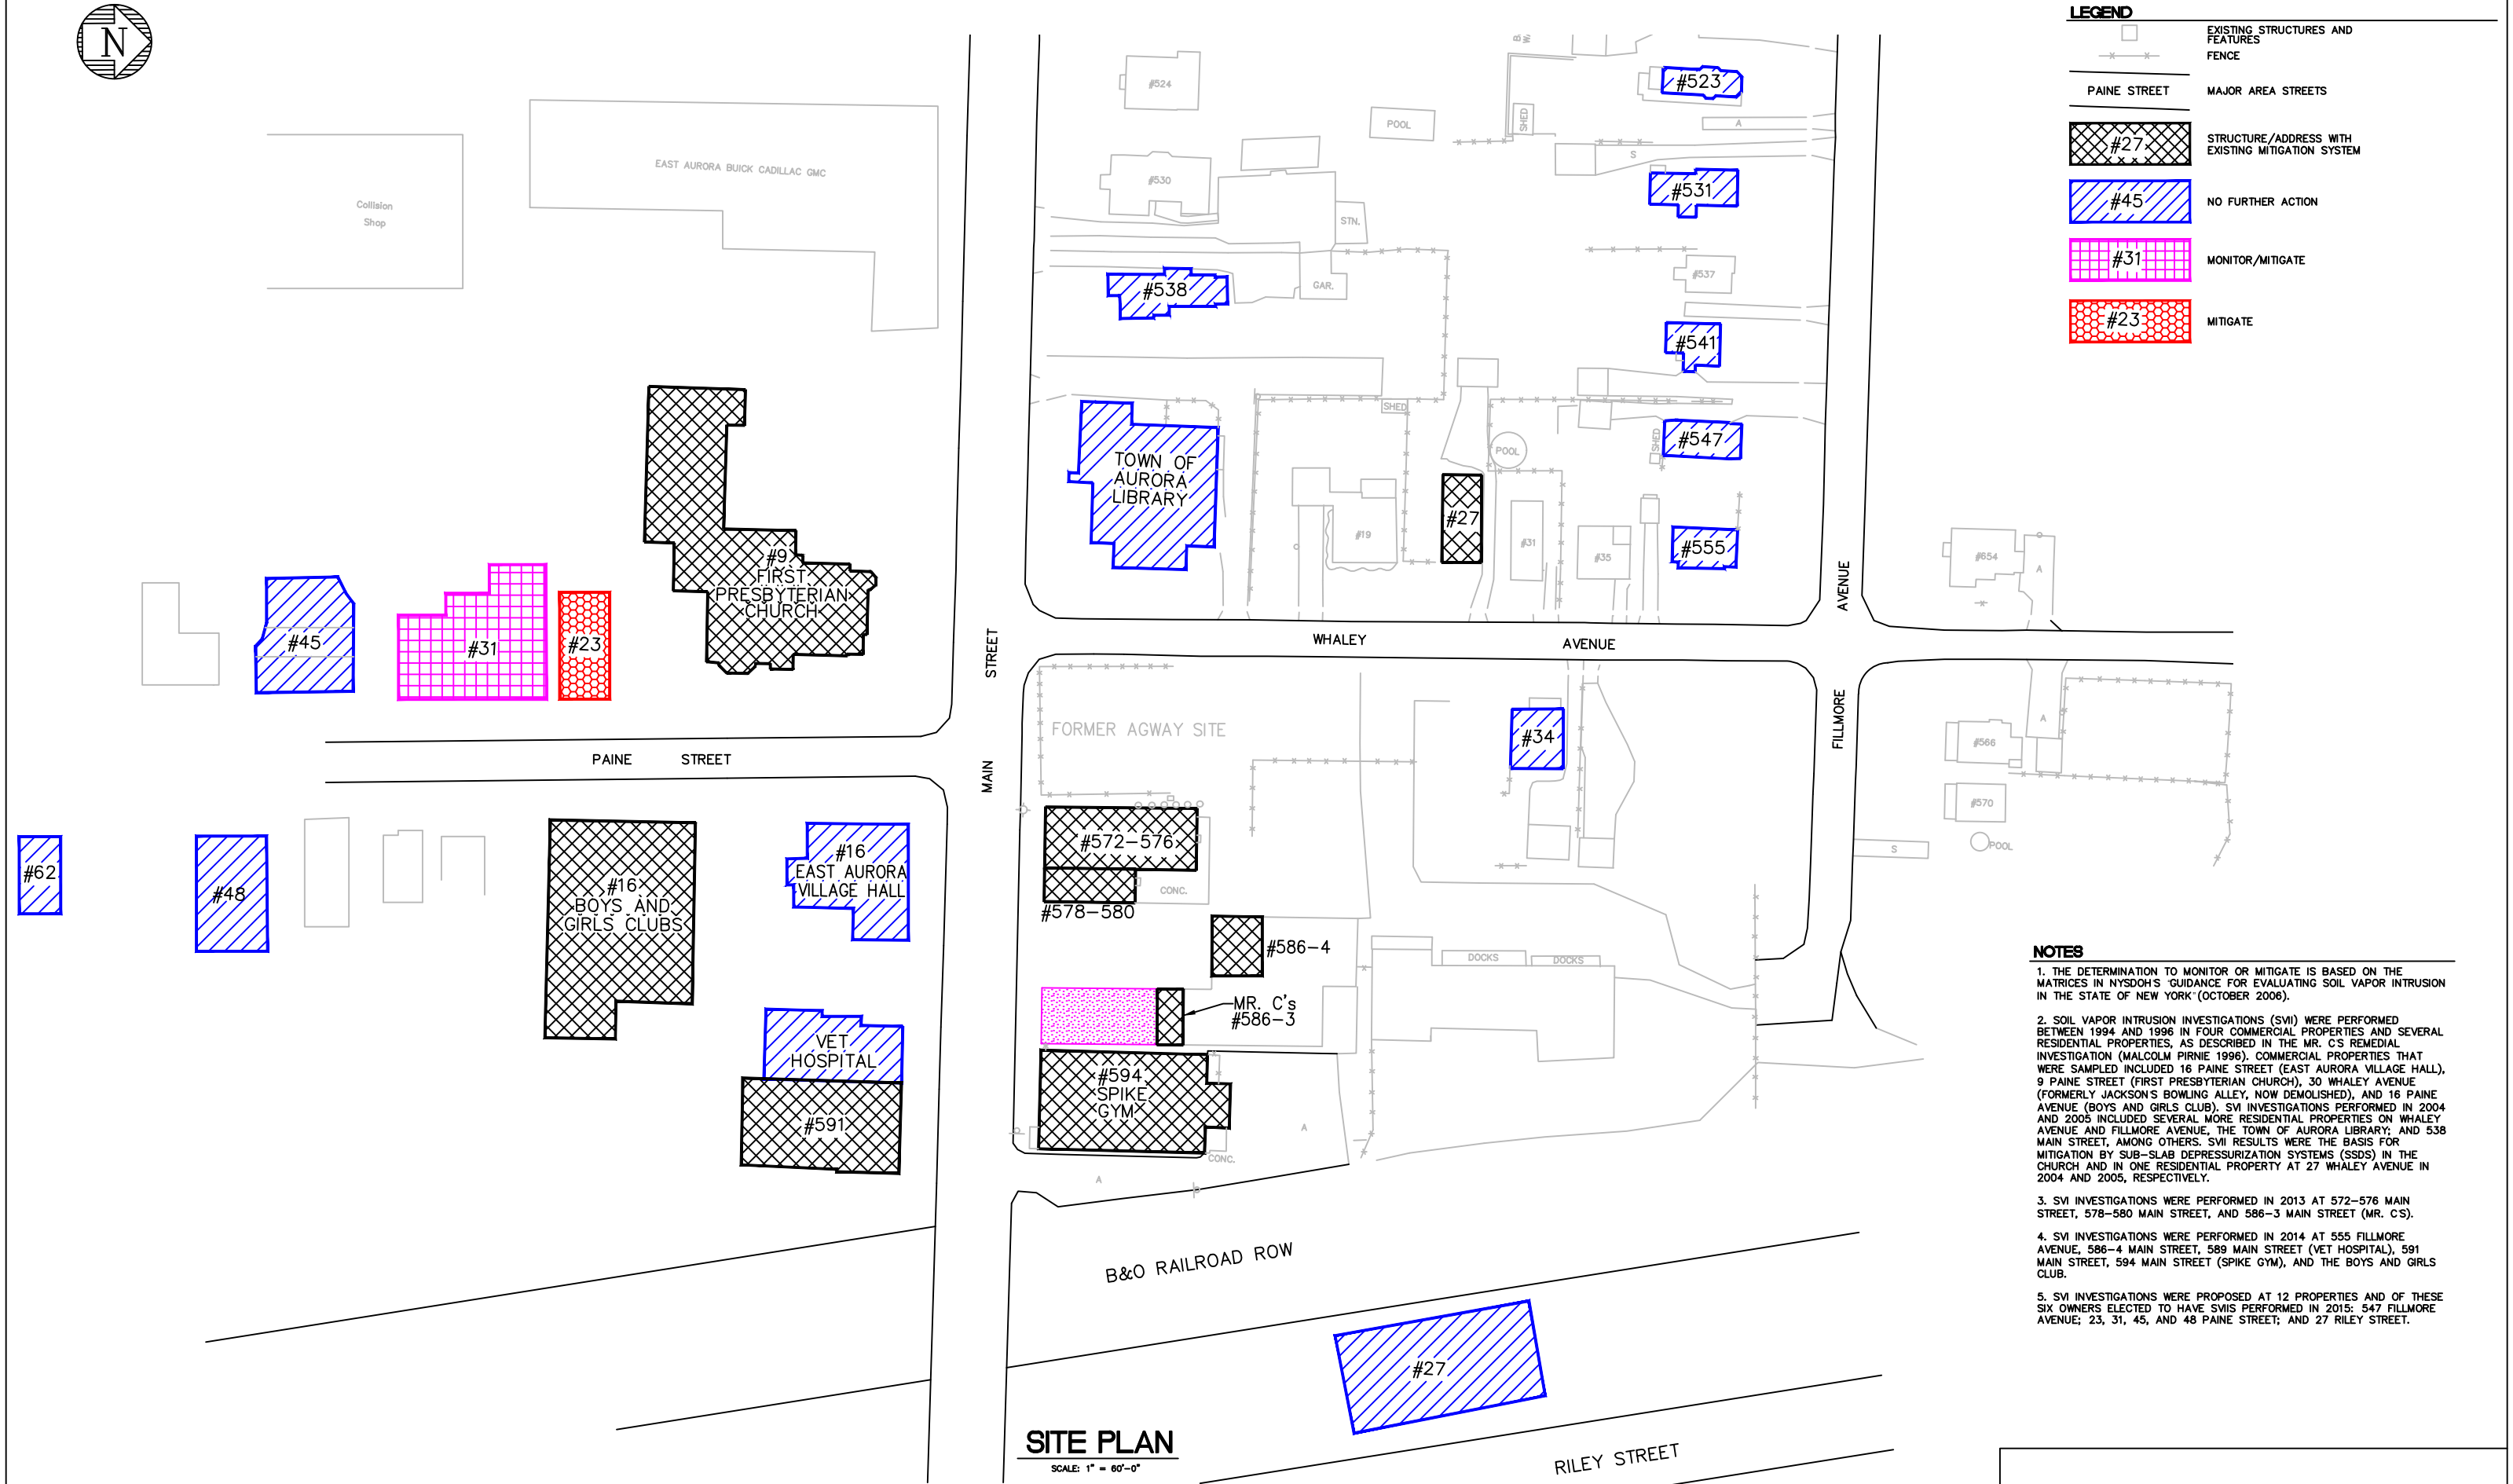 N
LEGEND
EXISTING STRUCTURES AND
FEATURES
FENCE
PAINE STREET
MAJOR AREA STREETS
#27
STRUCTURE/ADDRESS WITH
EXISTING MITIGATION SYSTEM
#45
NO FURTHER ACTION
#31
MONITOR/MITIGATE
#23
MITIGATE
EAST AURORA BUICK CADILLAC GMC
Collision
Shop
B.
W.
#524
POOL
SHED
#523
A
S
#530
STN.
#531
#537
GAR.
#538
#541
SHED
TOWN OF
AURORA
LIBRARY
POOL
SHED
#547
#27
#19
#31
#35
#555
#654
A
#9
FIRST
PRESBYTERIAN
CHURCH
#45
#31
#23
WHALEY
AVENUE
STREET
MAIN
AVENUE
FILLMORE
PAINE
STREET
FORMER AGWAY SITE
#34
A
#566
#570
POOL
S
#62
#48
#16
BOYS AND
GIRLS CLUBS
#16
EAST AURORA
VILLAGE HALL
#572-576
CONC.
#578-580
#586-4
DOCKS
DOCKS
MR. C's
#586-3
VET
HOSPITAL
#591
#594
SPIKE
GYM
A
CONC.
A
B&O RAILROAD ROW
#27
RILEY STREET
SITE PLAN
SCALE: 1" = 60'-0"
NOTES
1. THE DETERMINATION TO MONITOR OR MITIGATE IS BASED ON THE
MATRICES IN NYSDOH'S "GUIDANCE FOR EVALUATING SOIL VAPOR INTRUSION
IN THE STATE OF NEW YORK" (OCTOBER 2006).
2. SOIL VAPOR INTRUSION INVESTIGATIONS (SVII) WERE PERFORMED
BETWEEN 1994 AND 1996 IN FOUR COMMERCIAL PROPERTIES AND SEVERAL
RESIDENTIAL PROPERTIES, AS DESCRIBED IN THE MR. C'S REMEDIAL
INVESTIGATION (MALCOLM PIRNIE 1996). COMMERCIAL PROPERTIES THAT
WERE SAMPLED INCLUDED 16 PAINE STREET (EAST AURORA VILLAGE HALL),
9 PAINE STREET (FIRST PRESBYTERIAN CHURCH), 30 WHALEY AVENUE
(FORMERLY JACKSON'S BOWLING ALLEY, NOW DEMOLISHED), AND 16 PAINE
AVENUE (BOYS AND GIRLS CLUB). SVI INVESTIGATIONS PERFORMED IN 2004
AND 2005 INCLUDED SEVERAL MORE RESIDENTIAL PROPERTIES ON WHALEY
AVENUE AND FILLMORE AVENUE, THE TOWN OF AURORA LIBRARY; AND 538
MAIN STREET, AMONG OTHERS. SVII RESULTS WERE THE BASIS FOR
MITIGATION BY SUB-SLAB DEPRESSURIZATION SYSTEMS (SSDS) IN THE
CHURCH AND IN ONE RESIDENTIAL PROPERTY AT 27 WHALEY AVENUE IN
2004 AND 2005, RESPECTIVELY.
3. SVI INVESTIGATIONS WERE PERFORMED IN 2013 AT 572-576 MAIN
STREET, 578-580 MAIN STREET, AND 586-3 MAIN STREET (MR. C'S).
4. SVI INVESTIGATIONS WERE PERFORMED IN 2014 AT 555 FILLMORE
AVENUE, 586-4 MAIN STREET, 589 MAIN STREET (VET HOSPITAL), 591
MAIN STREET, 594 MAIN STREET (SPIKE GYM), AND THE BOYS AND GIRLS
CLUB.
5. SVI INVESTIGATIONS WERE PROPOSED AT 12 PROPERTIES AND OF THESE
SIX OWNERS ELECTED TO HAVE SVIIS PERFORMED IN 2015: 547 FILLMORE
AVENUE; 23, 31, 45, AND 48 PAINE STREET; AND 27 RILEY STREET.